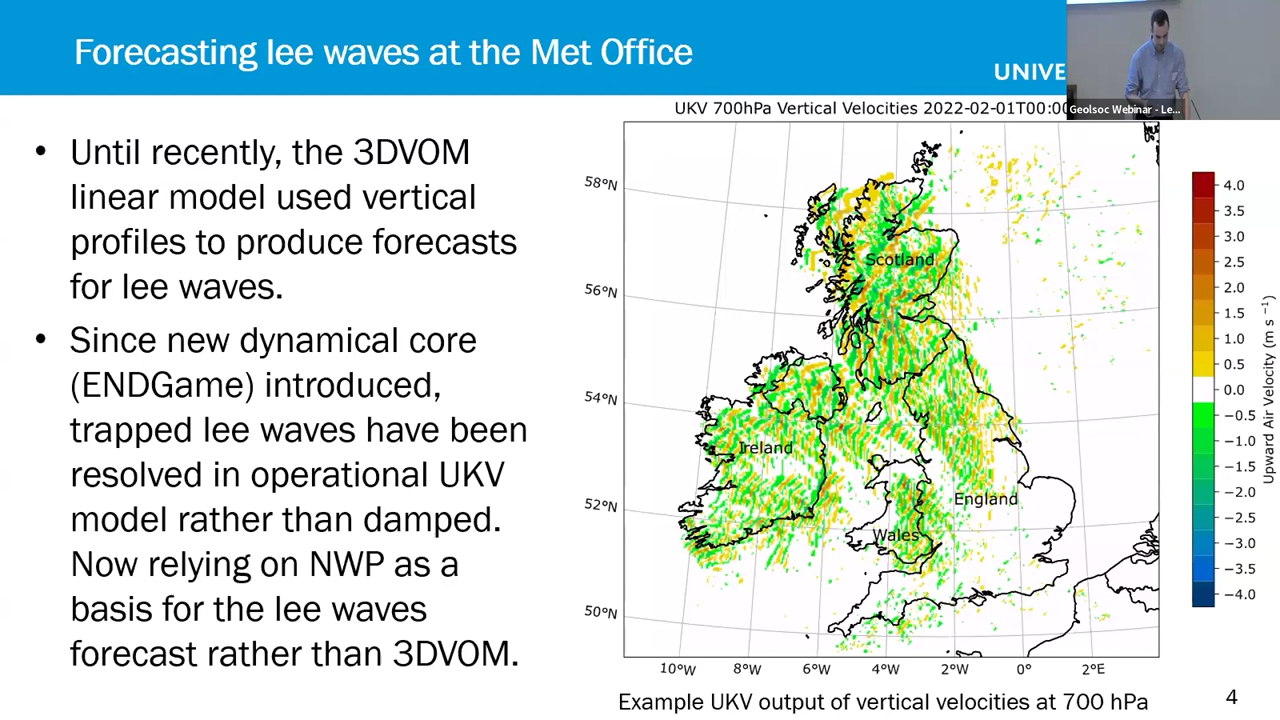 Forecasting lee waves at the Met Office
UNIVE
Geolsoc Webinar - Le...
• Until recently, the 3DVOM
linear model used vertical
profiles to produce forecasts
for lee waves.
• Since new dynamical core
(ENDGame) introduced,
trapped lee waves have been
resolved in operational UKV
model rather than damped.
Now relying on NWP as a
basis for the lee waves
forecast rather than 3DVOM.
UKV 700hPa Vertical Velocities 2022-02-01T00:00
58°N
56°N
54°N
52°N
50°N
Scotland
Ireland
England
Wales
10°W 8°W 6°W 4°W 2°W 0° 2°E
4.0
3.5
3.0
2.5
2.0
1.5
1.0
0.5
0.0
−0.5
−1.0
−1.5
−2.0
−2.5
−3.0
−3.5
−4.0
Upward Air Velocity (m s⁻¹)
Example UKV output of vertical velocities at 700 hPa
4